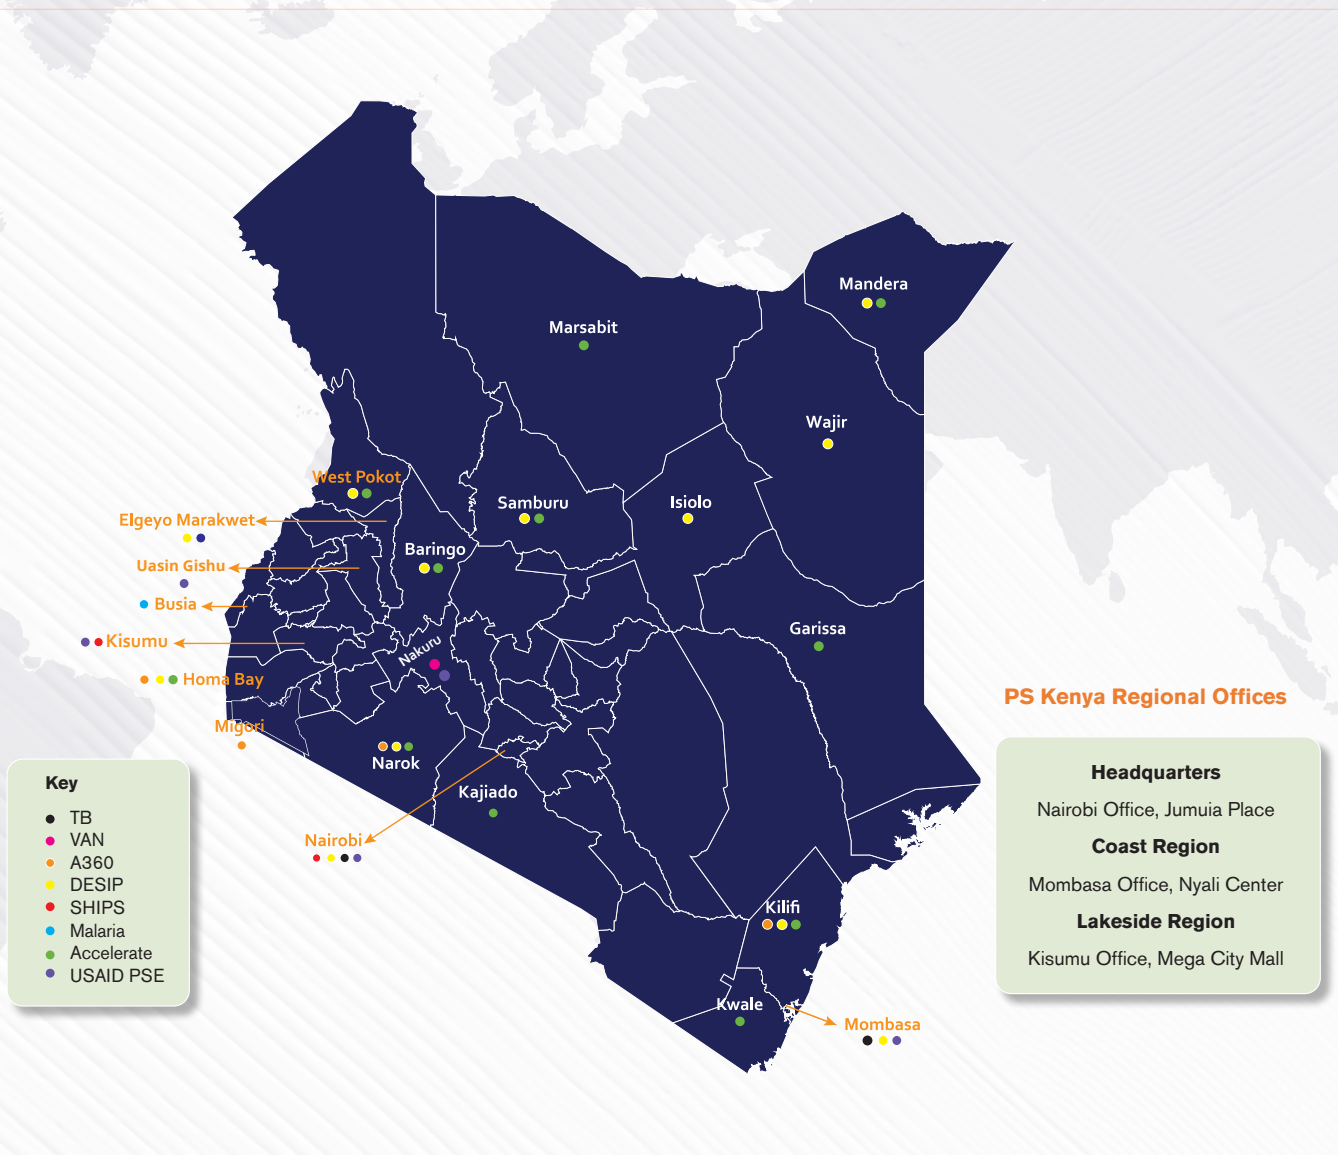 Mandera
Marsabit
Wajir
West Pokot
Samburu
Isiolo
Elgeyo Marakwet
Baringo
Uasin Gishu
Busia
Garissa
Kisumu
Nakuru
Homa Bay
Migori
Narok
Kajiado
Nairobi
Kilifi
Kwale
Mombasa
Key
TB
VAN
A360
DESIP
SHIPS
Malaria
Accelerate
USAID PSE
PS Kenya Regional Offices
Headquarters
Nairobi Office, Jumuia Place
Coast Region
Mombasa Office, Nyali Center
Lakeside Region
Kisumu Office, Mega City Mall